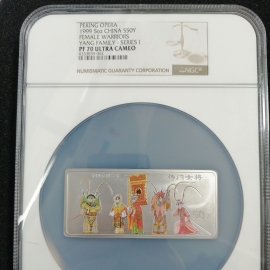 PEKING OPERA
1999 5oz CHINA S50Y
FEMALE WARRIORS
YANG FAMILY - SERIES I
PF 70 ULTRA CAMEO
NGC
NUMISMATIC GUARANTY CORPORATION